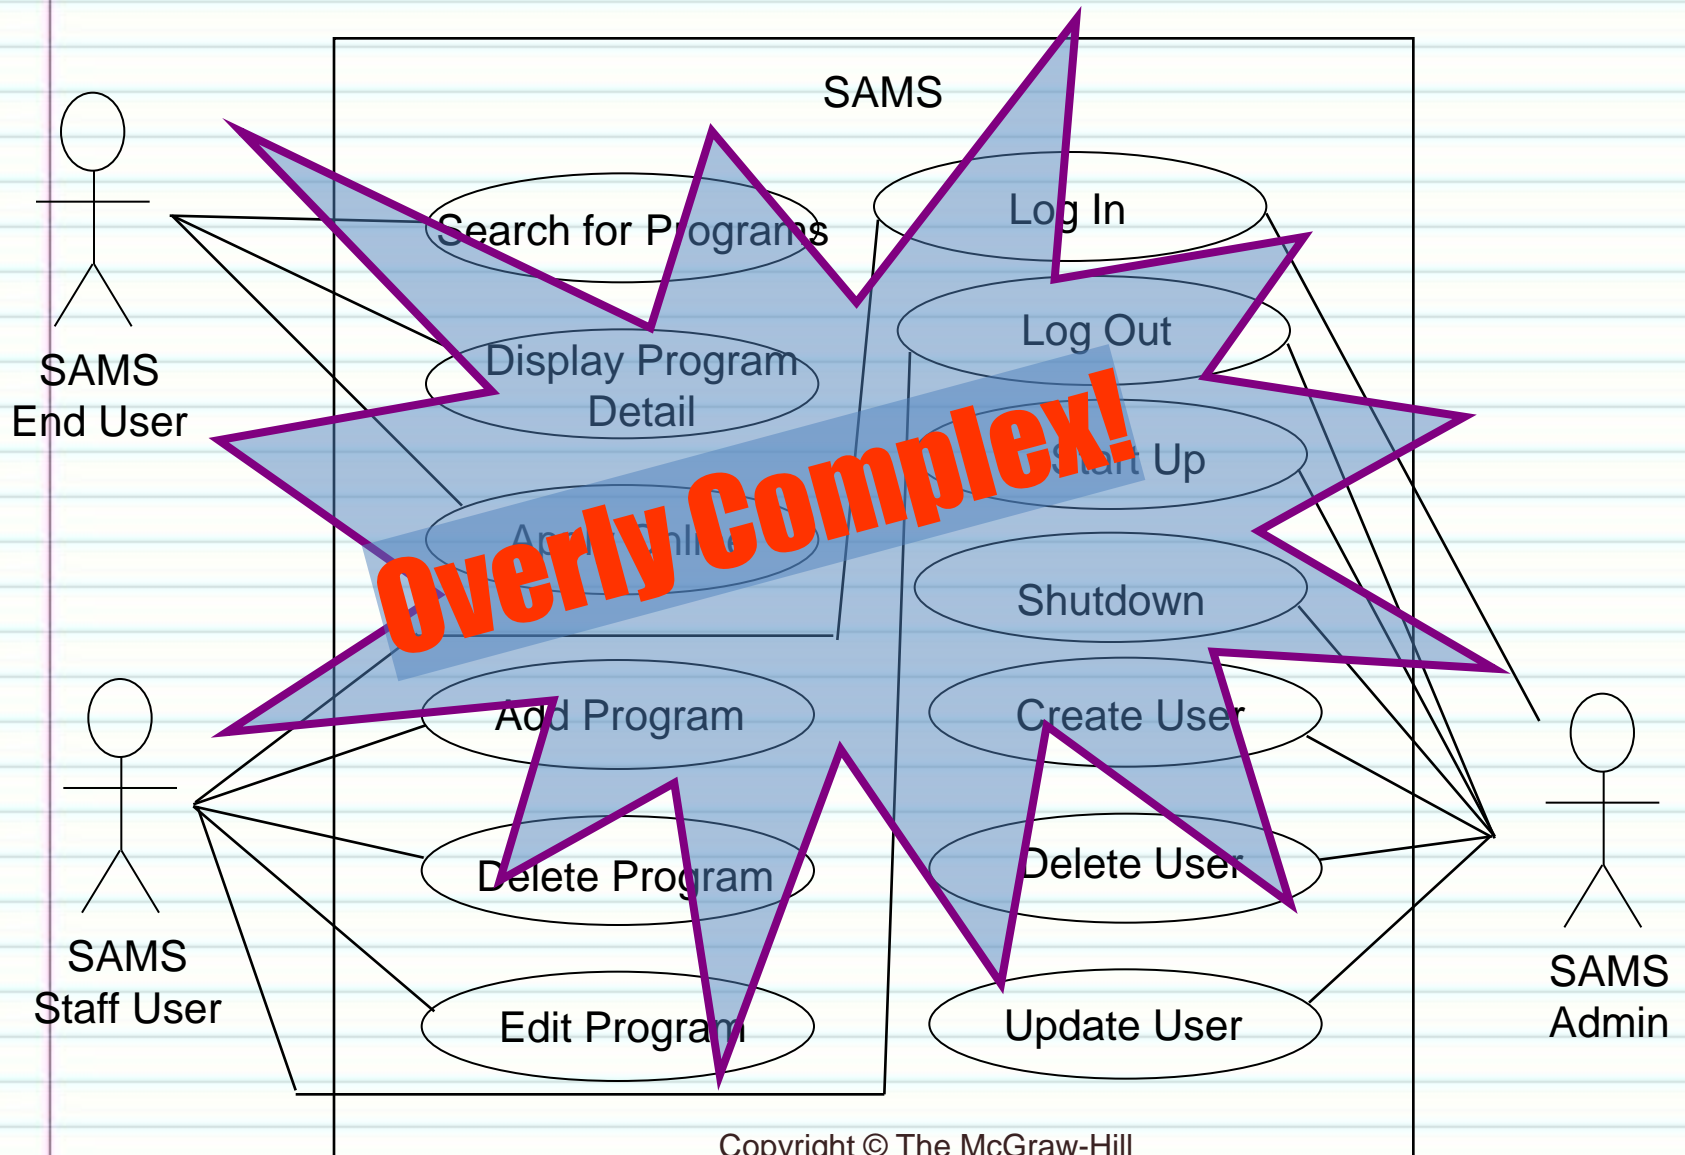 SAMS
Search for Programs
Log In
Log Out
Display Program
Detail
SAMS
End User
Start Up
Overly Complex!
Apply Online
Shutdown
Add Program
Create User
Delete Program
Delete User
SAMS
Staff User
Edit Program
Update User
SAMS
Admin
Copyright © The McGraw-Hill